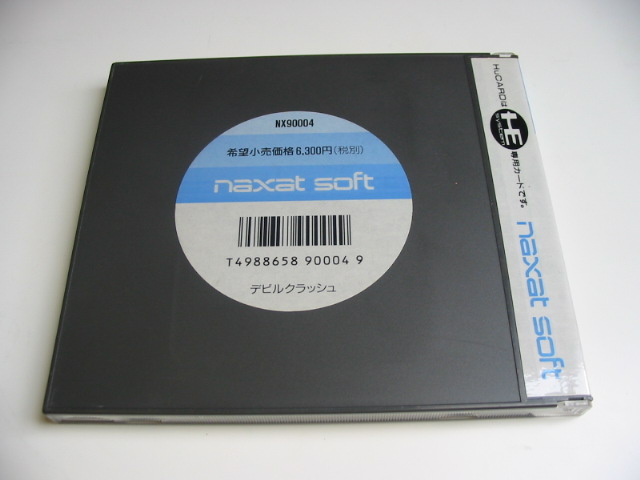 NX90004
希望小売価格6,300円(税別)
naxat soft
T4988658 90004 9
デビルクラッシュ
HuCARDは
HE
SYSTEM
専用カードです。
naxat soft